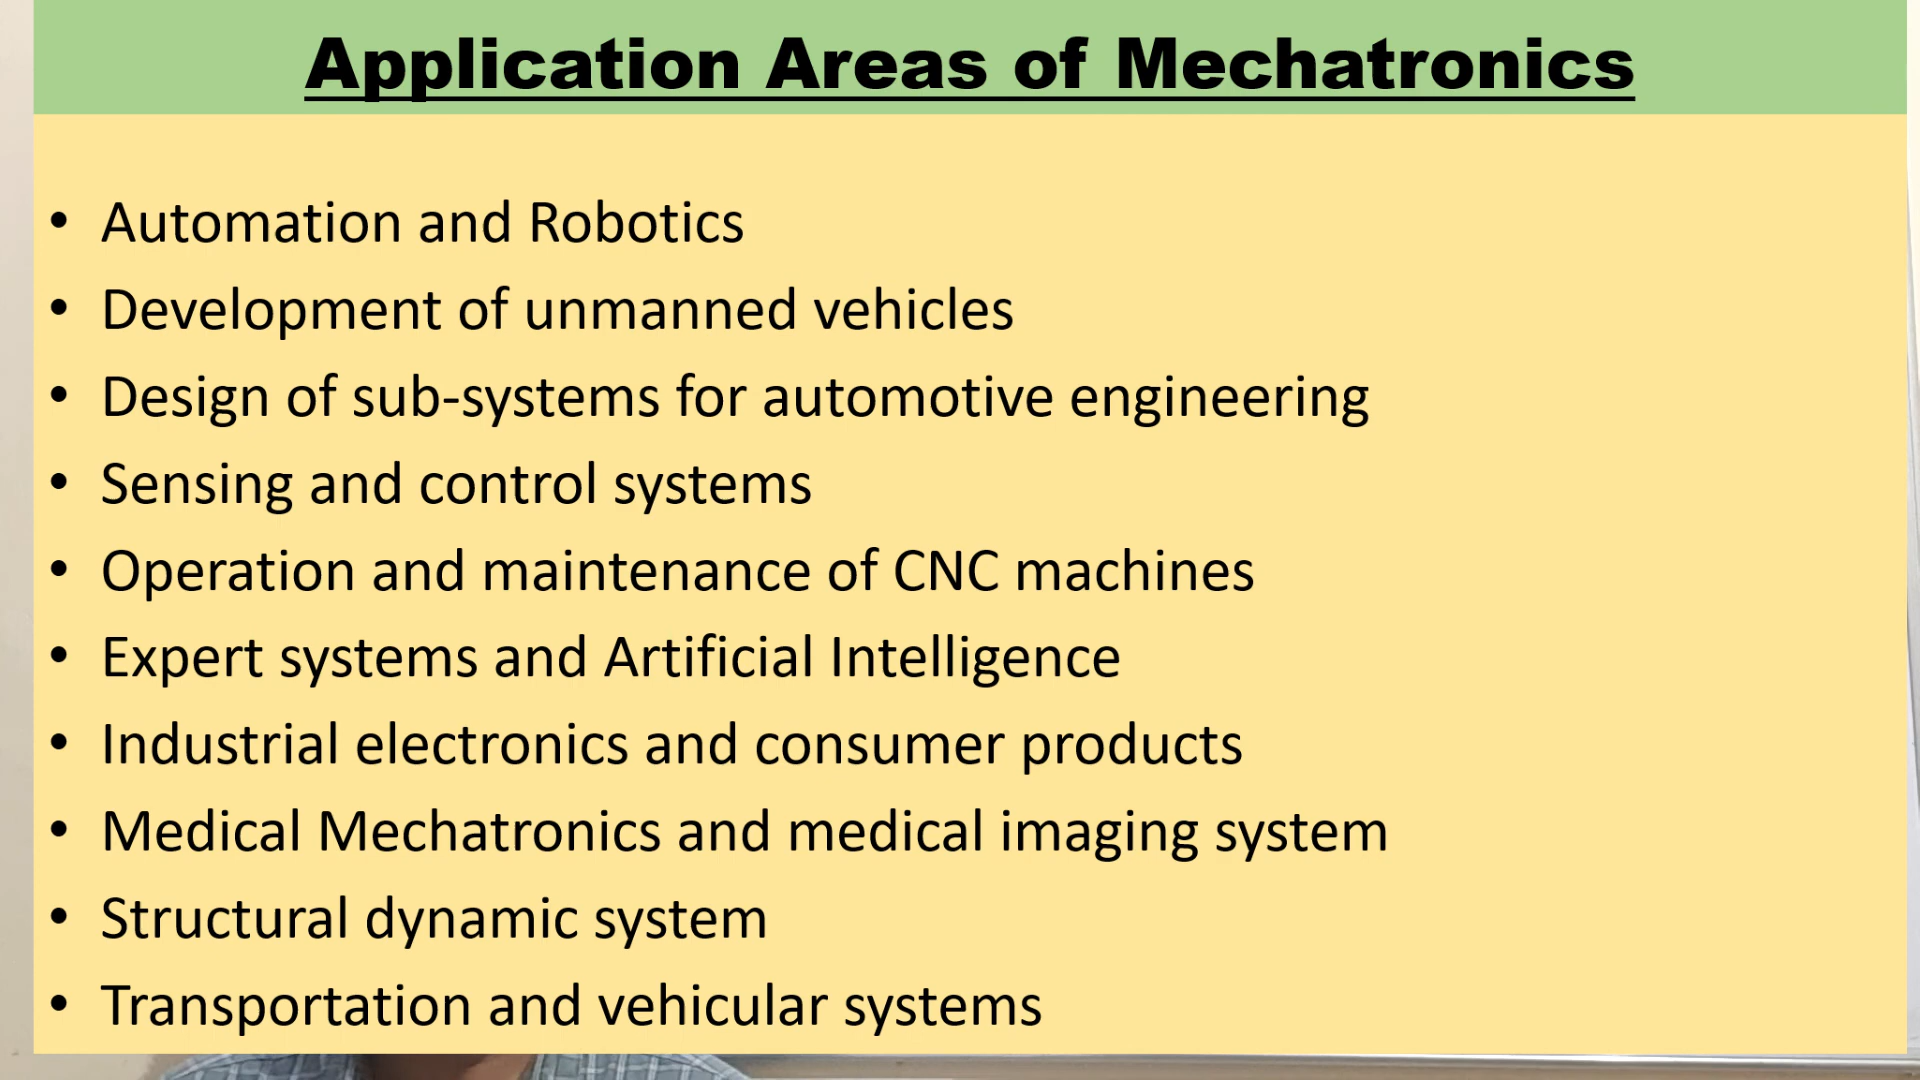 Application Areas of Mechatronics
• Automation and Robotics
• Development of unmanned vehicles
• Design of sub-systems for automotive engineering
• Sensing and control systems
• Operation and maintenance of CNC machines
• Expert systems and Artificial Intelligence
• Industrial electronics and consumer products
• Medical Mechatronics and medical imaging system
• Structural dynamic system
• Transportation and vehicular systems